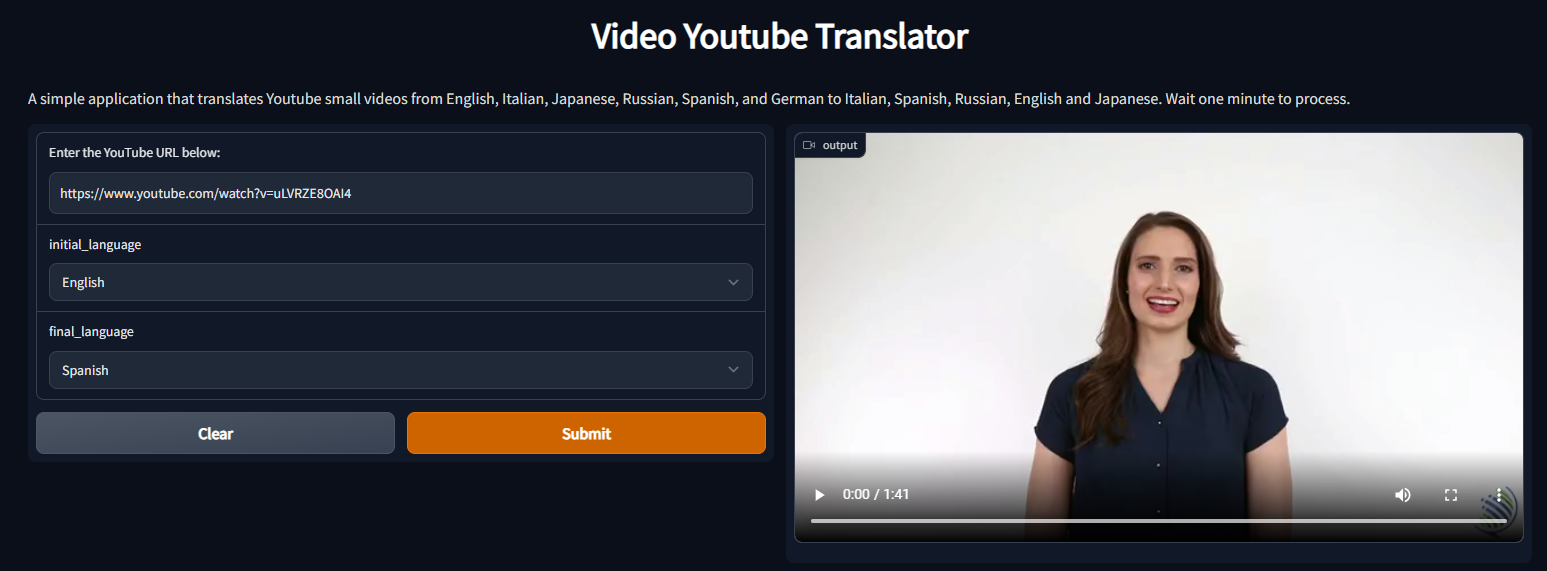 Video Youtube Translator
A simple application that translates Youtube small videos from English, Italian, Japanese, Russian, Spanish, and German to Italian, Spanish, Russian, English and Japanese. Wait one minute to process.
Enter the YouTube URL below:
https://www.youtube.com/watch?v=uLVRZE8OAI4
initial_language
English
final_language
Spanish
Clear
Submit
output
0:00 / 1:41